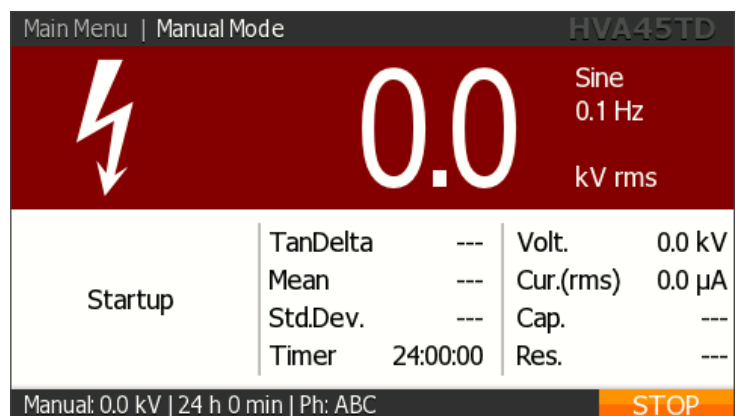 Main Menu | Manual Mode HVA45TD
0.0
Sine
0.1 Hz
kV rms
Startup
TanDelta ---
Mean ---
Std.Dev. ---
Timer 24:00:00
Volt. 0.0 kV
Cur.(rms) 0.0 µA
Cap. ---
Res. ---
Manual: 0.0 kV | 24 h 0 min | Ph: ABC STOP